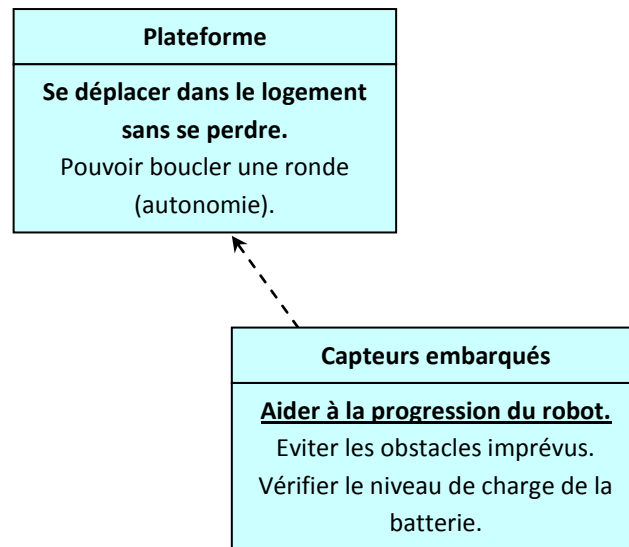 Plateforme
Se déplacer dans le logement
sans se perdre.
Pouvoir boucler une ronde
(autonomie).
Capteurs embarqués
Aider à la progression du robot.
Eviter les obstacles imprévus.
Vérifier le niveau de charge de la
batterie.